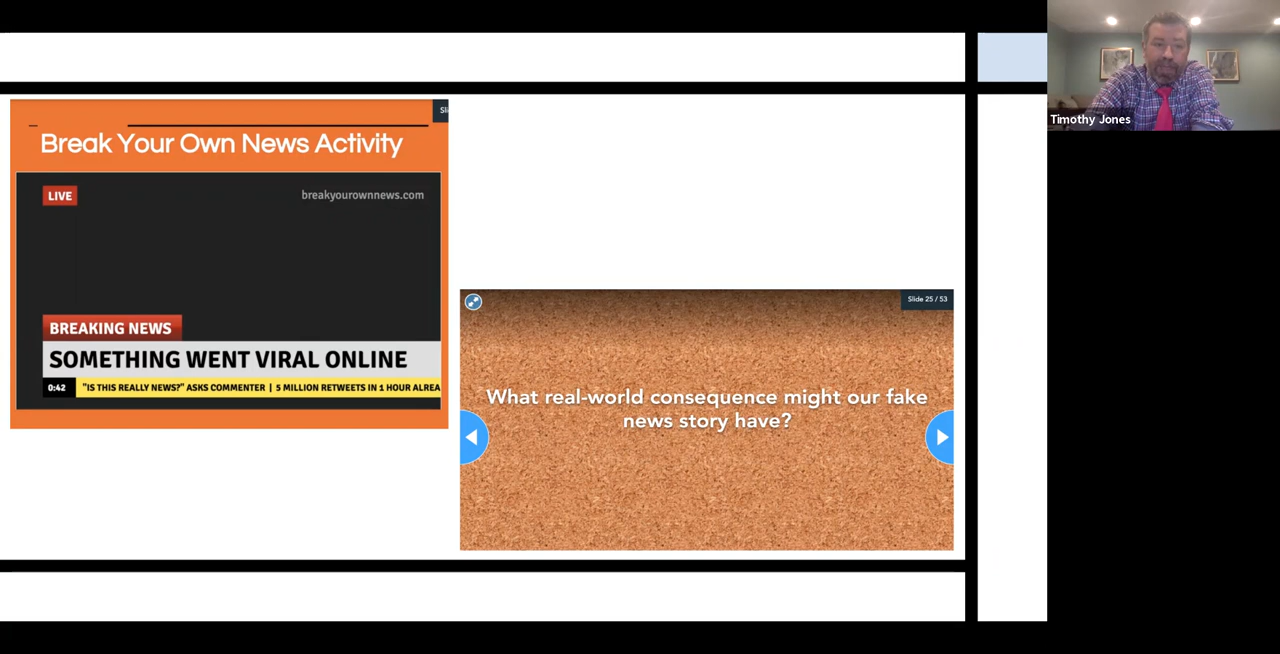 Timothy Jones
Sli
Break Your Own News Activity
LIVE
breakyourownnews.com
BREAKING NEWS
SOMETHING WENT VIRAL ONLINE
0:42 "IS THIS REALLY NEWS?" ASKS COMMENTER | 5 MILLION RETWEETS IN 1 HOUR ALREA
Slide 25 / 53
What real-world consequence might our fake
news story have?